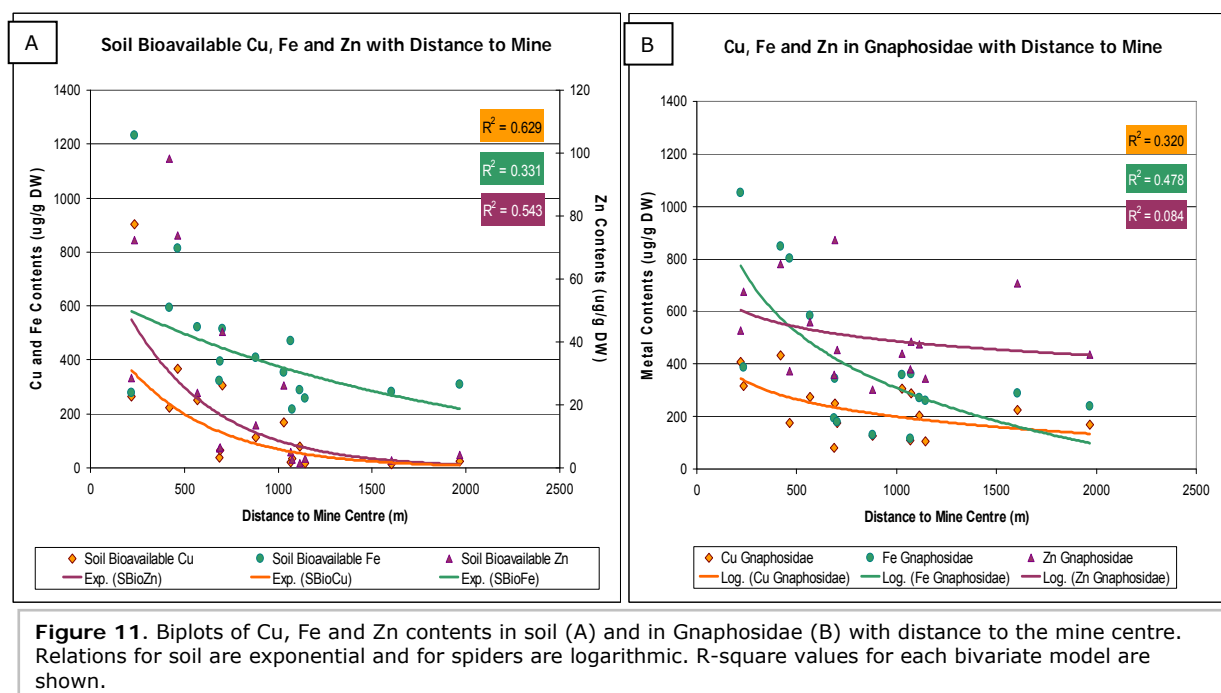 A
Soil Bioavailable Cu, Fe and Zn with Distance to Mine
1400
1200
1000
800
600
400
200
0
120
100
80
60
40
20
0
R² = 0.629
R² = 0.331
R² = 0.543
Cu and Fe Contents (ug/g DW)
Zn Contents (ug/g DW)
0 500 1000 1500 2000 2500
Distance to Mine Centre (m)
Soil Bioavailable Cu Soil Bioavailable Fe Soil Bioavailable Zn
Exp. (SBioZn) Exp. (SBioCu) Exp. (SBioFe)
B
Cu, Fe and Zn in Gnaphosidae with Distance to Mine
1400
1200
1000
800
600
400
200
0
R² = 0.320
R² = 0.478
R² = 0.084
Metal Contents (ug/g DW)
0 500 1000 1500 2000 2500
Distance to Mine Centre (m)
Cu Gnaphosidae Fe Gnaphosidae Zn Gnaphosidae
Log. (Cu Gnaphosidae) Log. (Fe Gnaphosidae) Log. (Zn Gnaphosidae)
Figure 11. Biplots of Cu, Fe and Zn contents in soil (A) and in Gnaphosidae (B) with distance to the mine centre.
Relations for soil are exponential and for spiders are logarithmic. R-square values for each bivariate model are
shown.